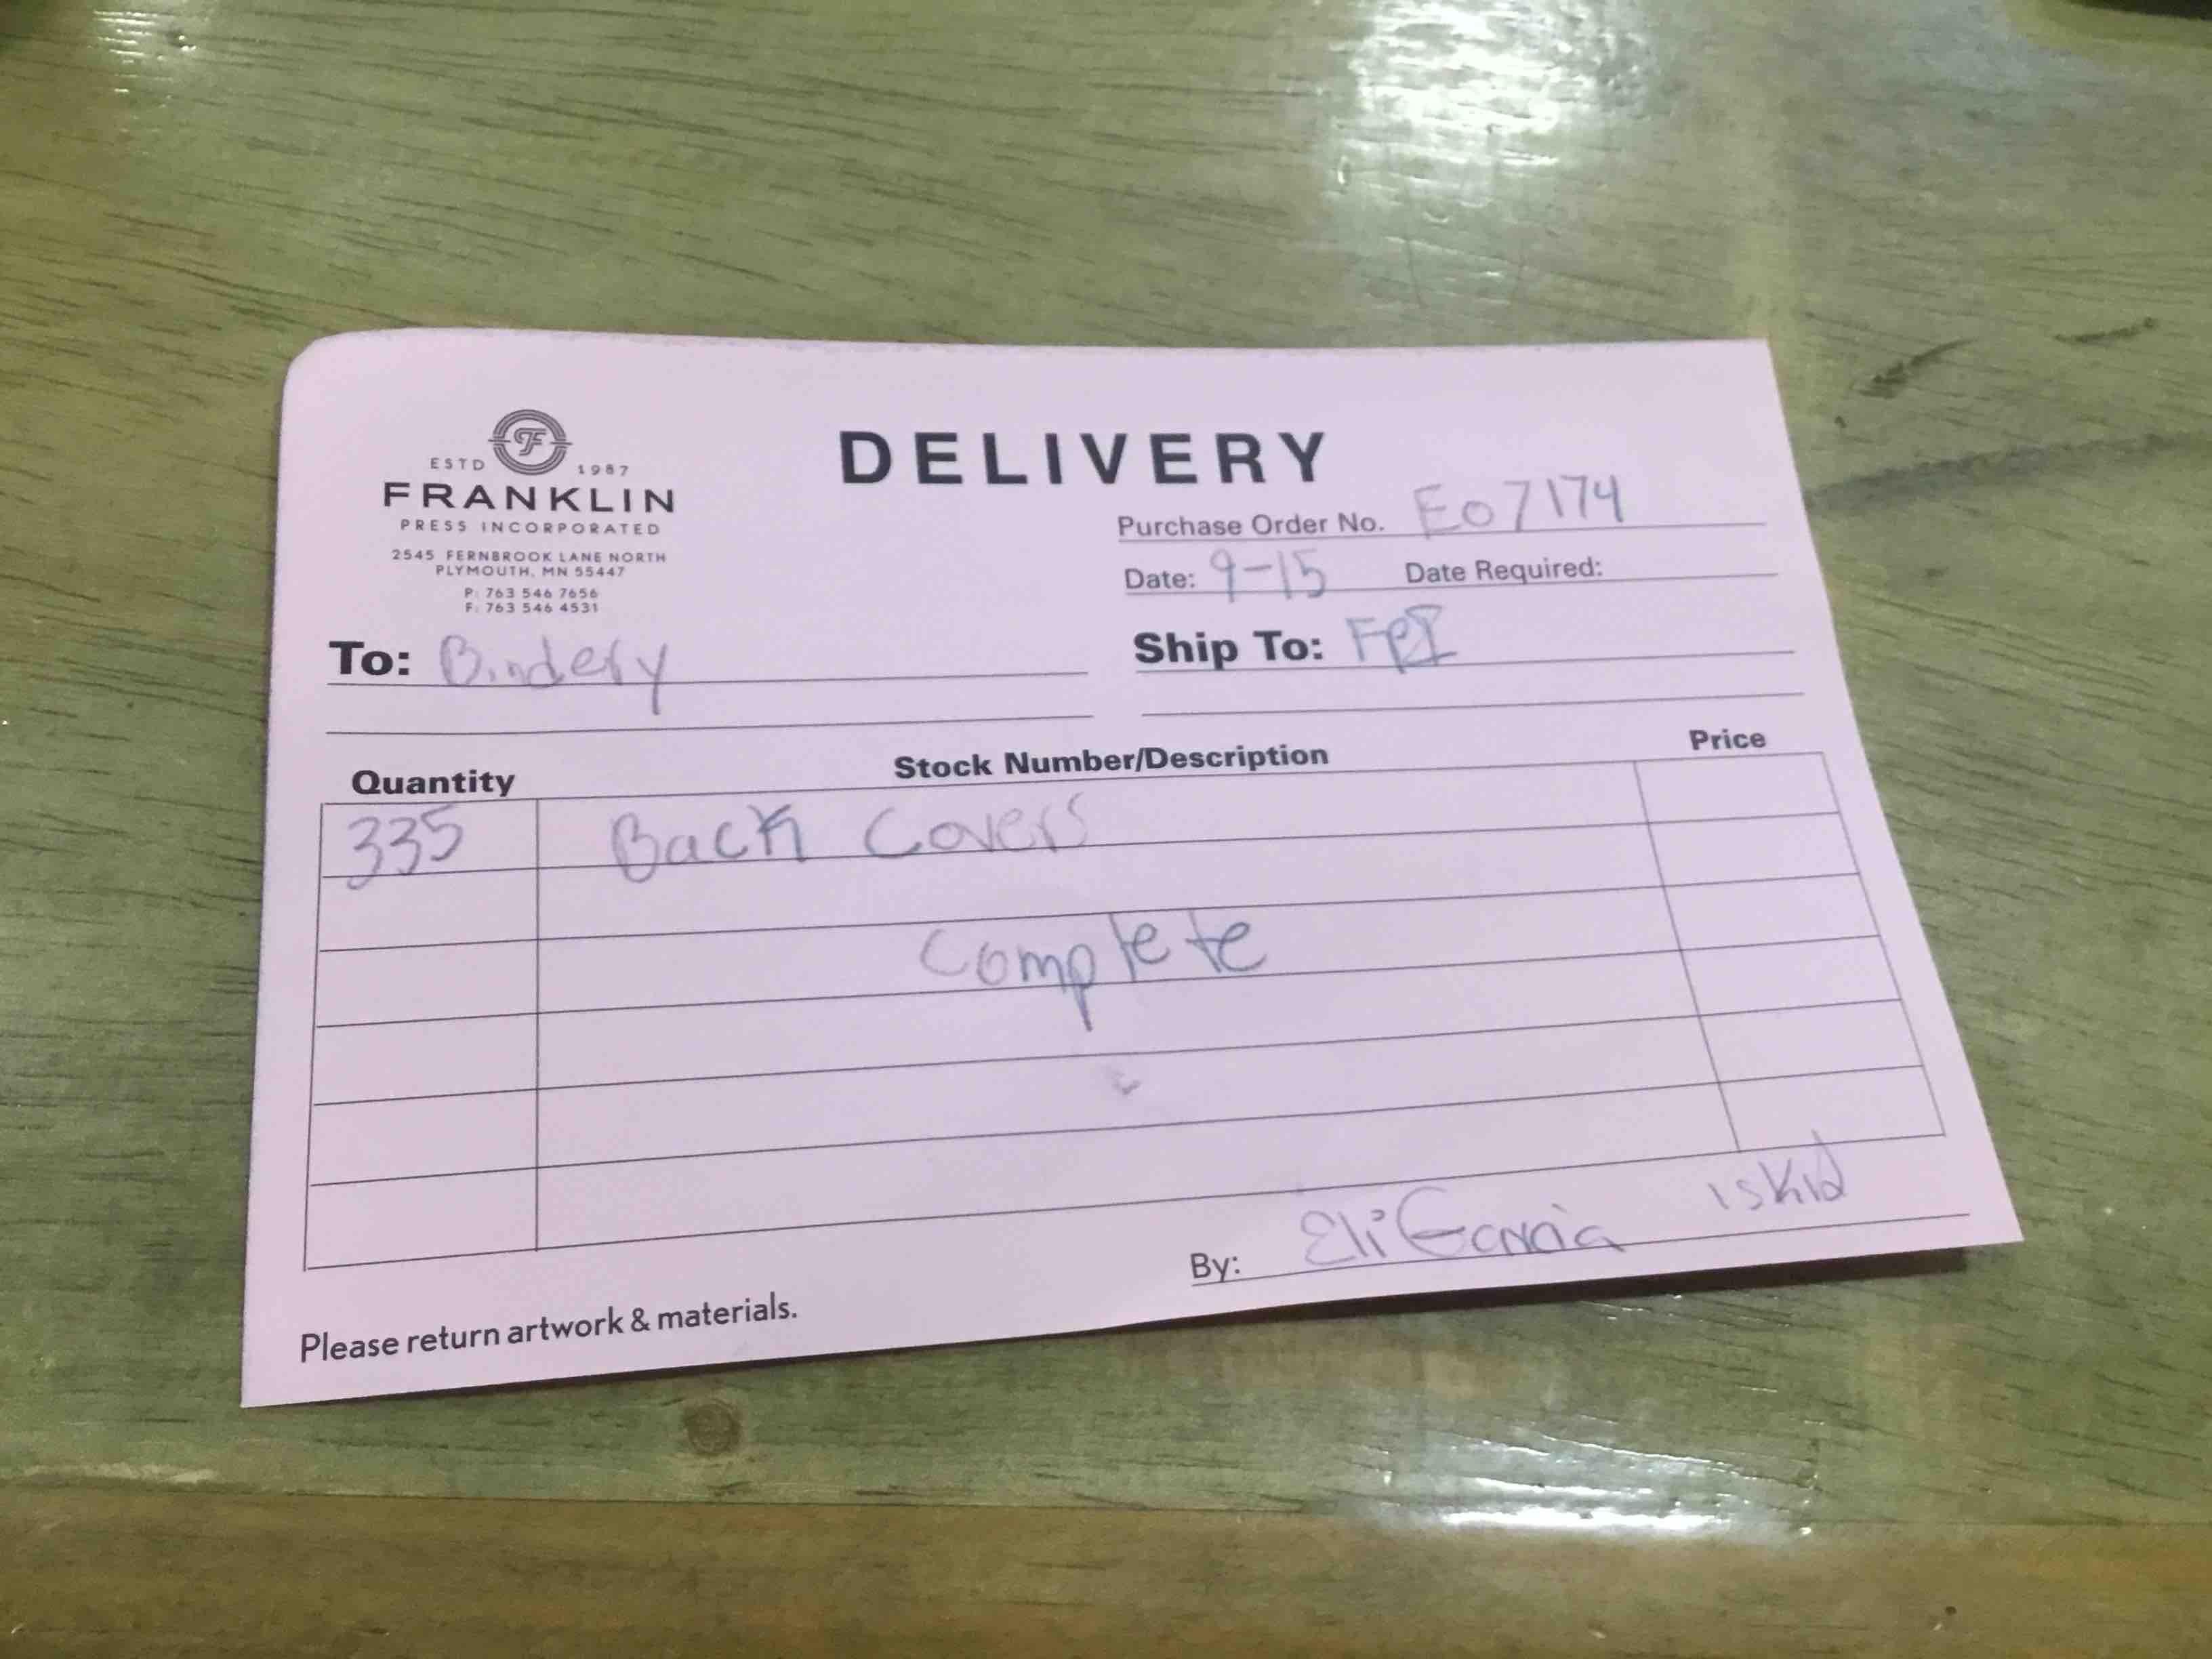 ESTD 1987
FRANKLIN
PRESS INCORPORATED
2545 FERNBROOK LANE NORTH
PLYMOUTH, MN 55447
P: 763 546 7656
F: 763 546 4531
DELIVERY
Purchase Order No. E07174
Date: 9-15 Date Required:
To: Bindery
Ship To: FPI
Quantity Stock Number/Description Price
335 Back Covers
Complete
By: Eli Garcia 1skid
Please return artwork & materials.